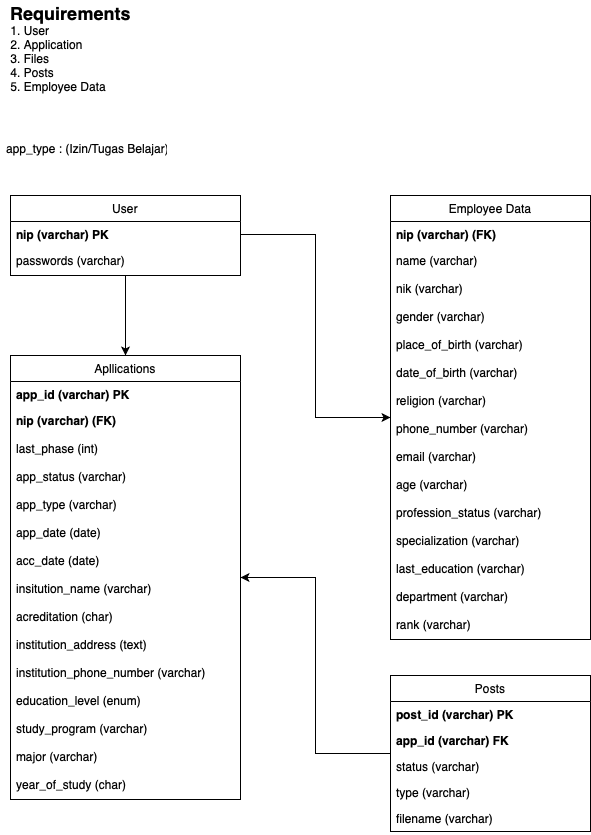 Requirements
1. User
2. Application
3. Files
4. Posts
5. Employee Data
app_type : (Izin/Tugas Belajar)
User
nip (varchar) PK
passwords (varchar)
Apllications
app_id (varchar) PK
nip (varchar) (FK)
last_phase (int)
app_status (varchar)
app_type (varchar)
app_date (date)
acc_date (date)
insitution_name (varchar)
acreditation (char)
institution_address (text)
institution_phone_number (varchar)
education_level (enum)
study_program (varchar)
major (varchar)
year_of_study (char)
Employee Data
nip (varchar) (FK)
name (varchar)
nik (varchar)
gender (varchar)
place_of_birth (varchar)
date_of_birth (varchar)
religion (varchar)
phone_number (varchar)
email (varchar)
age (varchar)
profession_status (varchar)
specialization (varchar)
last_education (varchar)
department (varchar)
rank (varchar)
Posts
post_id (varchar) PK
app_id (varchar) FK
status (varchar)
type (varchar)
filename (varchar)